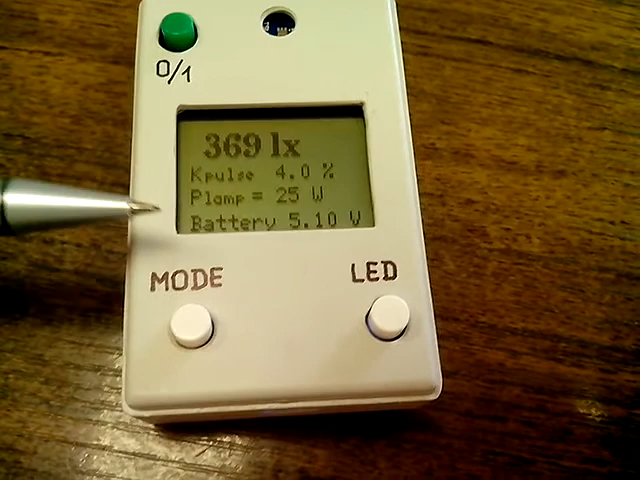 0/1
369 lx
Kpulse 4.0 %
Plamp = 25 W
Battery 5.10 V
MODE LED